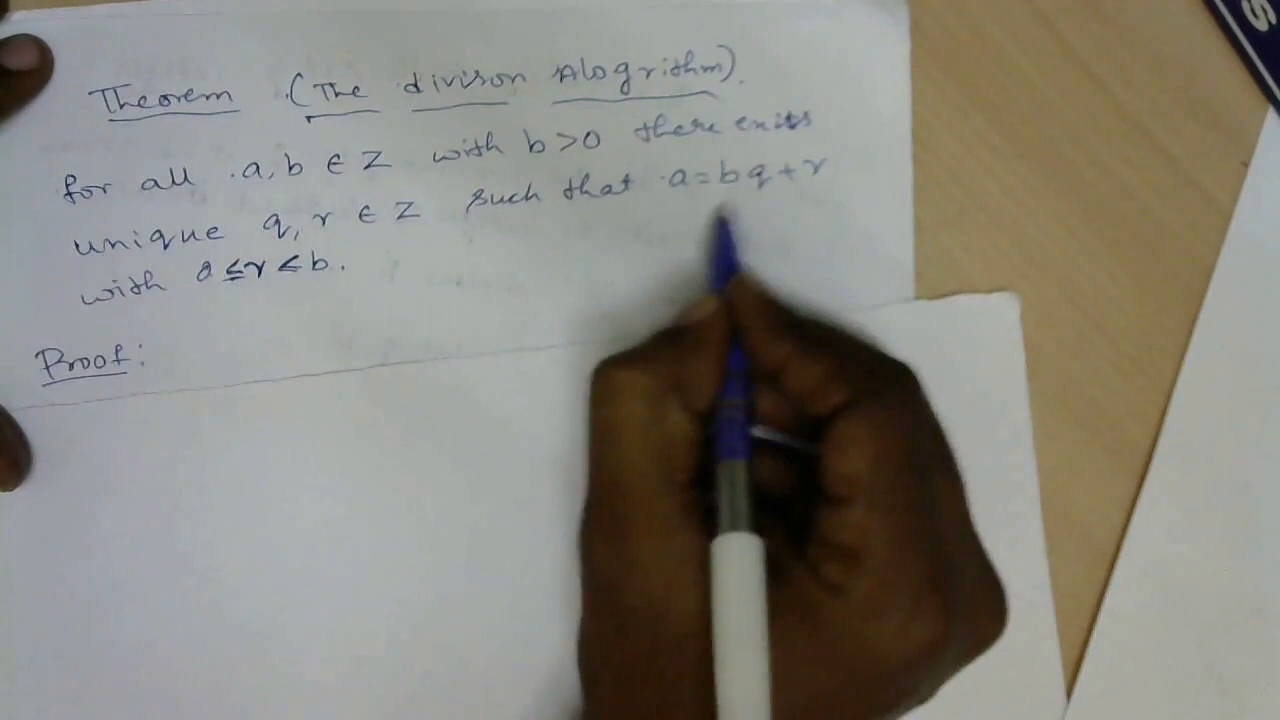 Theorem (The divison Alogrithm).
for all a, b ∈ Z with b>0 there exits
unique q, r ∈ Z such that a=bq+r
with 0 ≤ r < b.
Proof:
S